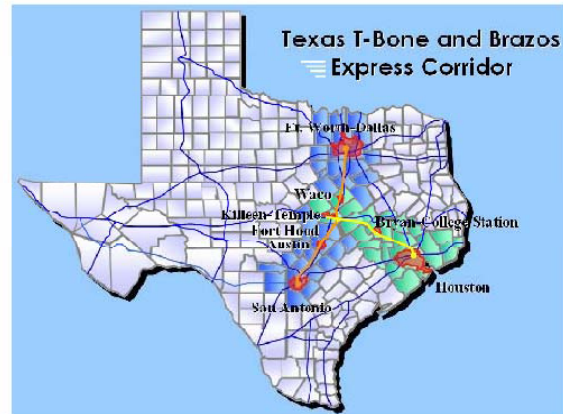 Texas T-Bone and Brazos
Express Corridor
Ft. Worth-Dallas
Waco
Killeen-Temple
Bryan-College Station
Fort Hood
Austin
Houston
San Antonio